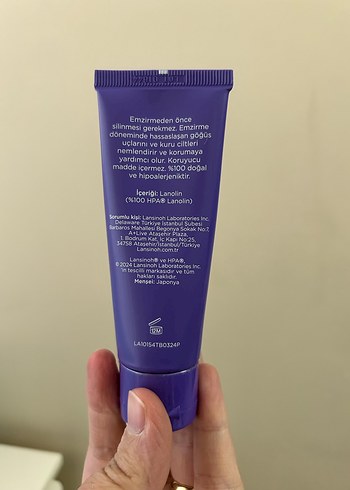 Emzirmeden önce
silinmesi gerekmez. Emzirme
döneminde hassaslaşan göğüs
uçlarını ve kuru ciltleri
nemlendirir ve korumaya
yardımcı olur. Koruyucu
madde içermez. %100 doğal
ve hipoalerjeniktir.
İçeriği: Lanolin
(%100 HPA® Lanolin)
Sorumlu kişi: Lansinoh Laboratories Inc.
Delaware Türkiye İstanbul Şubesi
Barbaros Mahallesi Begonya Sokak No:7,
A+Live Ataşehir Plaza,
1. Bodrum Kat, İç Kapı No:25,
34758 Ataşehir/İstanbul/Türkiye
Lansinoh.com.tr
Lansinoh® ve HPA®,
© 2024 Lansinoh Laboratories Inc.
'in tescilli markasıdır ve tüm
hakları saklıdır.
Menşei: Japonya
12M
LA10154TB0324P